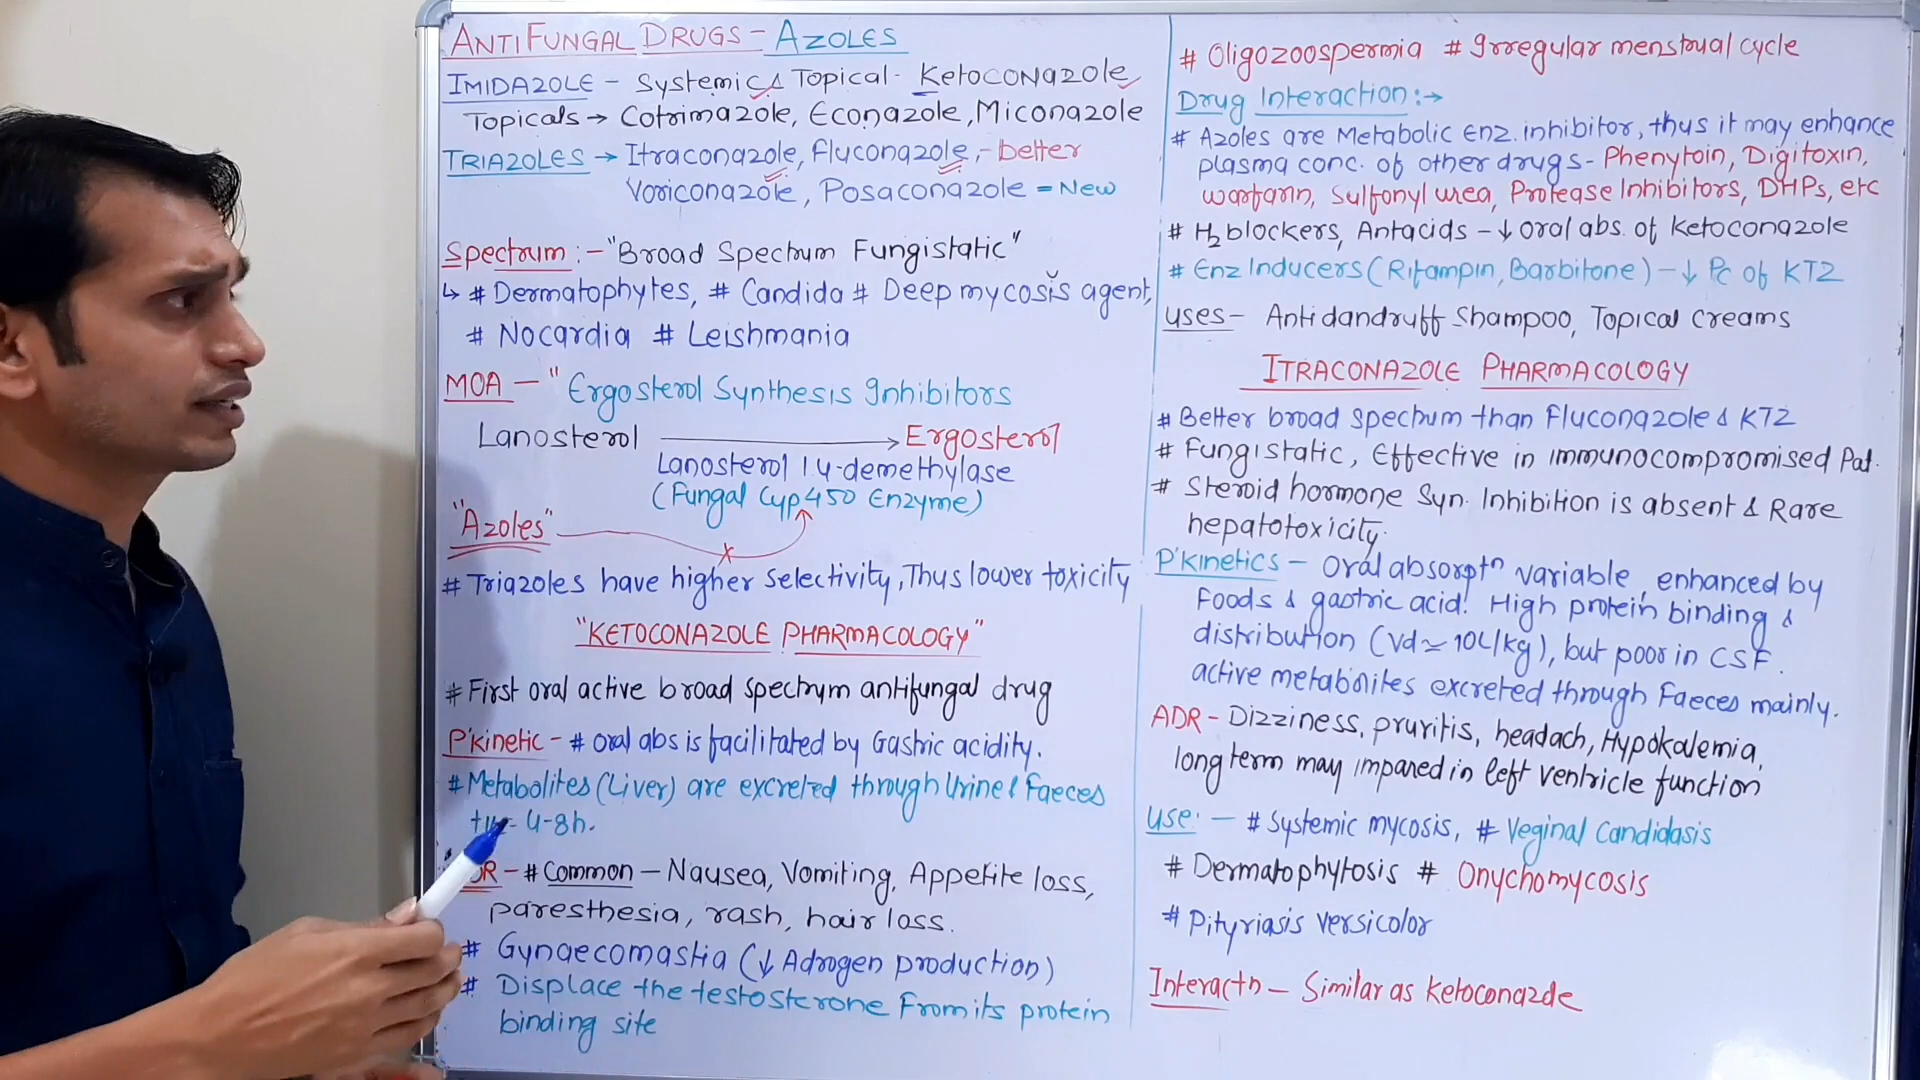 ANTIFUNGAL DRUGS - AZOLES
IMIDAZOLE - Systemic & Topical - KetoCONAZOLE
Topicals → Cotrimazole, Econazole, Miconazole
TRIAZOLES → Itraconazole, Fluconazole, - better
Voriconazole, Posaconazole = New
Spectrum :- "Broad Spectrum Fungistatic"
↳ # Dermatophytes, # Candida # Deep mycosis agent,
# Nocardia # Leishmania
MOA - " Ergosterol Synthesis Inhibitors
Lanosterol → Ergosterol
Lanosterol 14-demethylase
(Fungal Cyp450 Enzyme)
"Azoles" x
# Triazoles have higher selectivity, Thus lower toxicity
"KETOCONAZOLE PHARMACOLOGY"
# First oral active broad spectrum antifungal drug
P'kinetic - # oral abs is facilitated by Gastric acidity.
# Metabolites (Liver) are excreted through Urine & Faeces
4-8h.
# Common - Nausea, Vomiting, Appetite loss,
paresthesia, rash, hair loss.
# Gynaecomastia (↓ Adrogen production)
# Displace the testosterone From its protein
binding site
# Oligozoospermia # Irregular menstrual cycle
Drug Interaction :→
# Azoles are Metabolic Enz. inhibitor, thus it may enhance
plasma conc. of other drugs - Phenytoin, Digitoxin,
warfarin, Sulfonyl urea, Protease Inhibitors, DHPs, etc
# H2 blockers, Antacids - ↓ oral abs. of Ketoconazole
# Enz Inducers (Rifampin, Barbitone) - ↓ Pc of KTZ
uses - Antidandruff Shampoo, Topical creams
ITRACONAZOLE PHARMACOLOGY
# Better broad spectrum than Fluconazole & KTZ
# Fungistatic, Effective in immunocompromised Pat.
# Steroid hormone Syn. Inhibition is absent & Rare
hepatotoxicity.
P'kinetics - Oral absorptn variable, enhanced by
Foods & gastric acid! High protein binding &
distribution (Vd ≃ 10L/kg), but poor in CSF.
active metabolites excreted through Faeces mainly.
ADR - Dizziness, pruritis, headach, Hypokalemia,
long term may impared in left ventricle function
use: - # Systemic mycosis, # Veginal Candidasis
# Dermatophytosis # Onychomycosis
# Pityriasis versicolor
Interactn - Similar as Ketoconazole